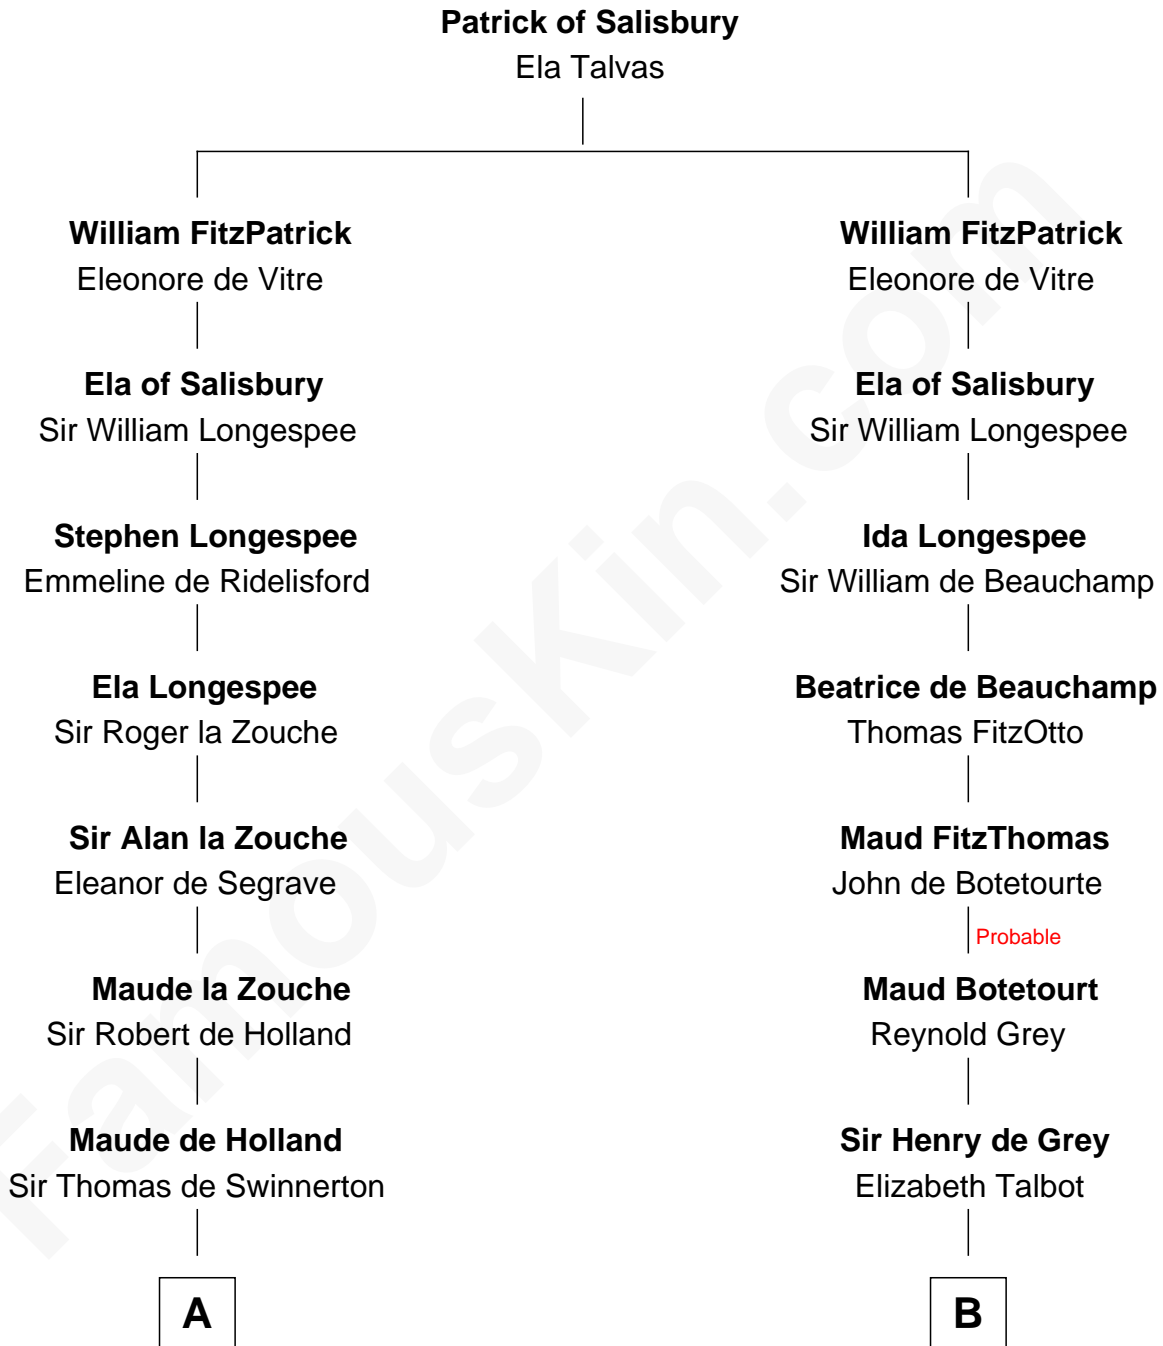 Patrick of Salisbury
Ela Talvas
William FitzPatrick
Eleonore de Vitre
Ela of Salisbury
Sir William Longespee
Stephen Longespee
Emmeline de Ridelisford
Ela Longespee
Sir Roger la Zouche
Sir Alan la Zouche
Eleanor de Segrave
Maude la Zouche
Sir Robert de Holland
Maude de Holland
Sir Thomas de Swinnerton
A
William FitzPatrick
Eleonore de Vitre
Ela of Salisbury
Sir William Longespee
Ida Longespee
Sir William de Beauchamp
Beatrice de Beauchamp
Thomas FitzOtto
Maud FitzThomas
John de Botetourte
Probable
Maud Botetourt
Reynold Grey
Sir Henry de Grey
Elizabeth Talbot
B
FamousKin.com